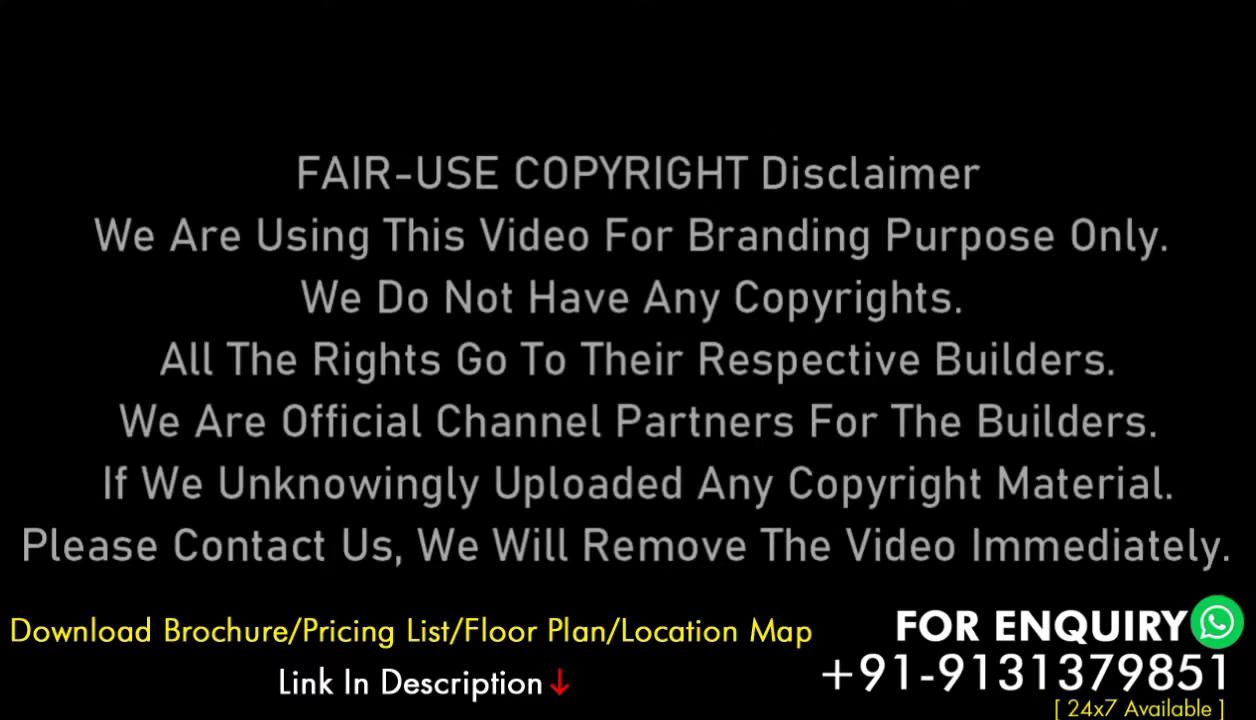 FAIR-USE COPYRIGHT Disclaimer
We Are Using This Video For Branding Purpose Only.
We Do Not Have Any Copyrights.
All The Rights Go To Their Respective Builders.
We Are Official Channel Partners For The Builders.
If We Unknowingly Uploaded Any Copyright Material.
Please Contact Us, We Will Remove The Video Immediately.
Download Brochure/Pricing List/Floor Plan/Location Map
Link In Description
FOR ENQUIRY
+91-9131379851
[ 24x7 Available ]